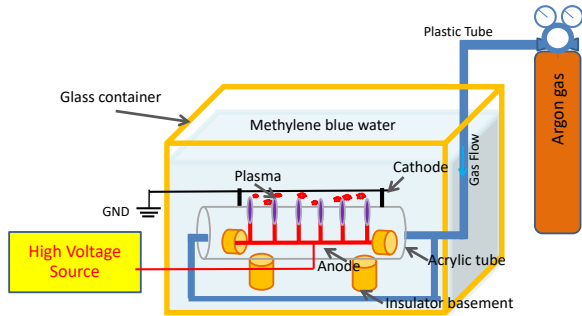 Plastic Tube
Glass container
Argon gas
Methylene blue water
Gas Flow
Plasma
Cathode
GND
High Voltage
Source
Anode
Acrylic tube
Insulator basement